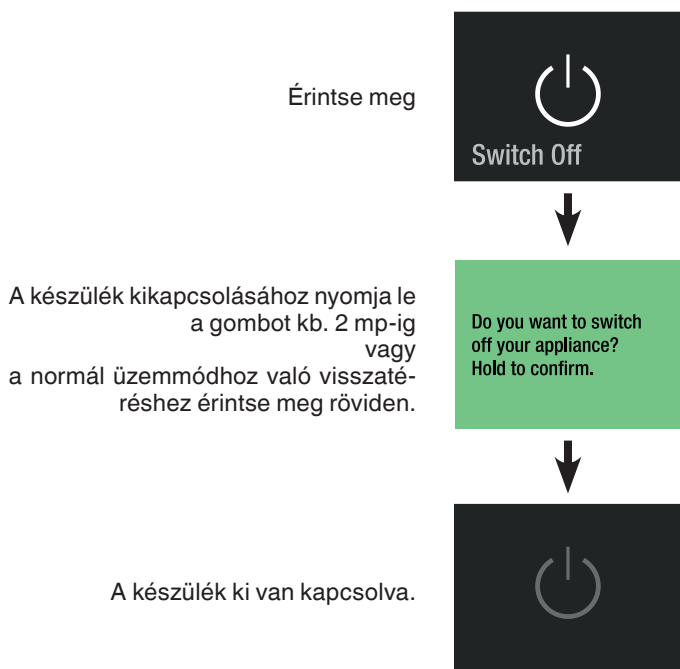 Érintse meg
Switch Off
A készülék kikapcsolásához nyomja le
a gombot kb. 2 mp-ig
vagy
a normál üzemmódhoz való visszaté-
réshez érintse meg röviden.
Do you want to switch
off your appliance?
Hold to confirm.
A készülék ki van kapcsolva.